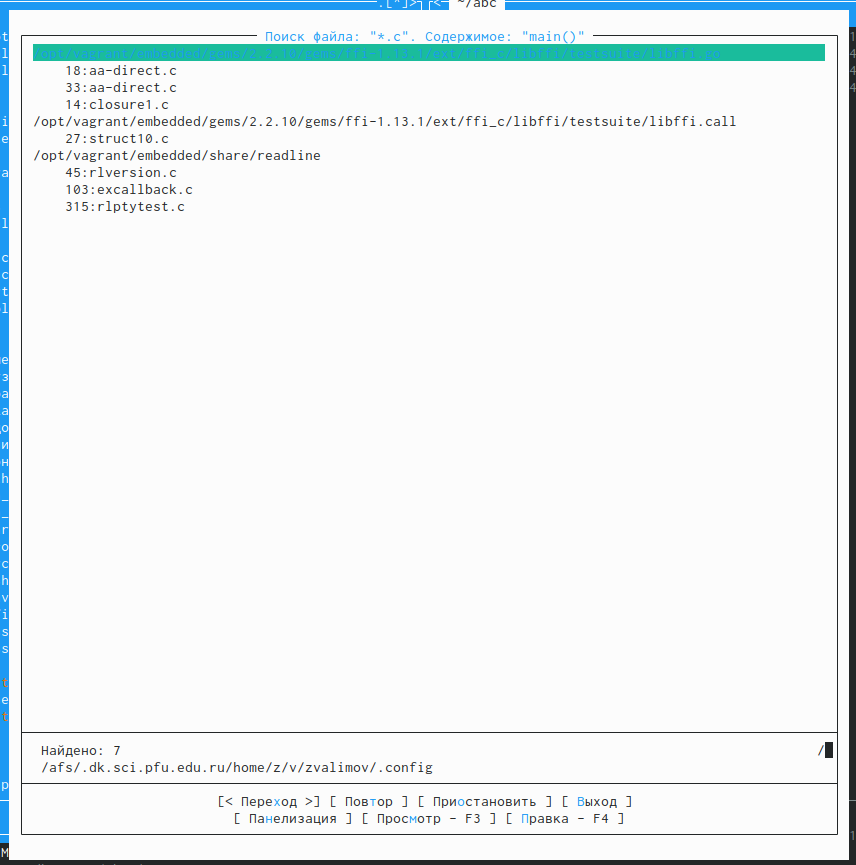 .[^]>
<
~/abc
Поиск файла: "*.c". Содержимое: "main()"
/opt/vagrant/embedded/gems/2.2.10/gems/ffi-1.13.1/ext/ffi_c/libffi/testsuite/libffi.go
18:aa-direct.c
33:aa-direct.c
14:closure1.c
/opt/vagrant/embedded/gems/2.2.10/gems/ffi-1.13.1/ext/ffi_c/libffi/testsuite/libffi.call
27:struct10.c
/opt/vagrant/embedded/share/readline
45:rlversion.c
103:excallback.c
315:rlptytest.c
Найдено: 7 /
/afs/.dk.sci.pfu.edu.ru/home/z/v/zvalimov/.config
[< Переход >] [ Повтор ] [ Приостановить ] [ Выход ]
[ Панелизация ] [ Просмотр - F3 ] [ Правка - F4 ]